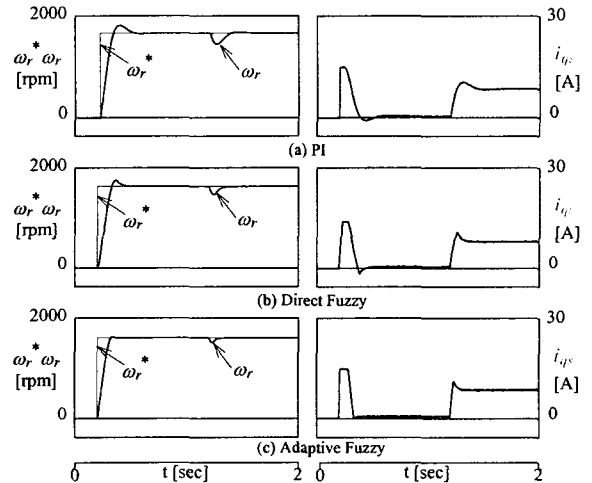 2000 30
ω_r^* ω_r i_qs
[rpm] ω_r^* ω_r [A]
0 0
(a) PI
2000 30
ω_r^* ω_r i_q
[rpm] ω_r^* ω_r [A]
0 0
(b) Direct Fuzzy
2000 30
ω_r^* ω_r i_qs
[rpm] ω_r^* ω_r [A]
0 0
(c) Adaptive Fuzzy
0 t [sec] 2 0 t [sec] 2